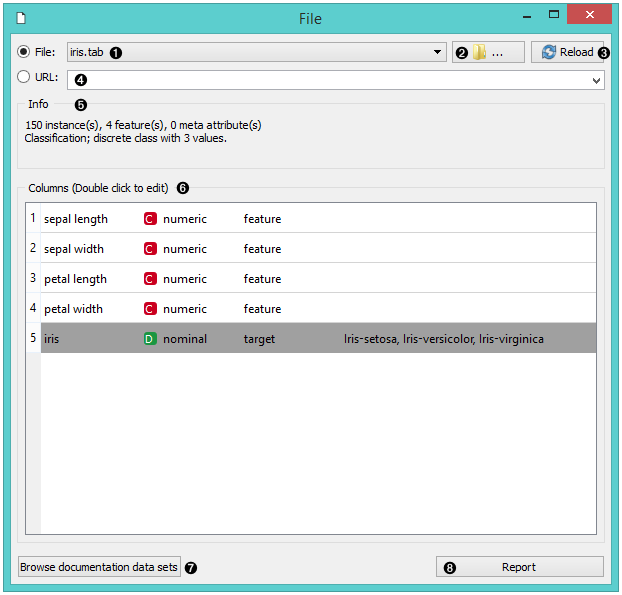 File
File: iris.tab ❶ ❷ ... Reload ❸
URL: ❹
Info ❺
150 instance(s), 4 feature(s), 0 meta attribute(s)
Classification; discrete class with 3 values.
Columns (Double click to edit) ❻
1 sepal length C numeric feature
2 sepal width C numeric feature
3 petal length C numeric feature
4 petal width C numeric feature
5 iris D nominal target Iris-setosa, Iris-versicolor, Iris-virginica
Browse documentation data sets ❼ ❽ Report